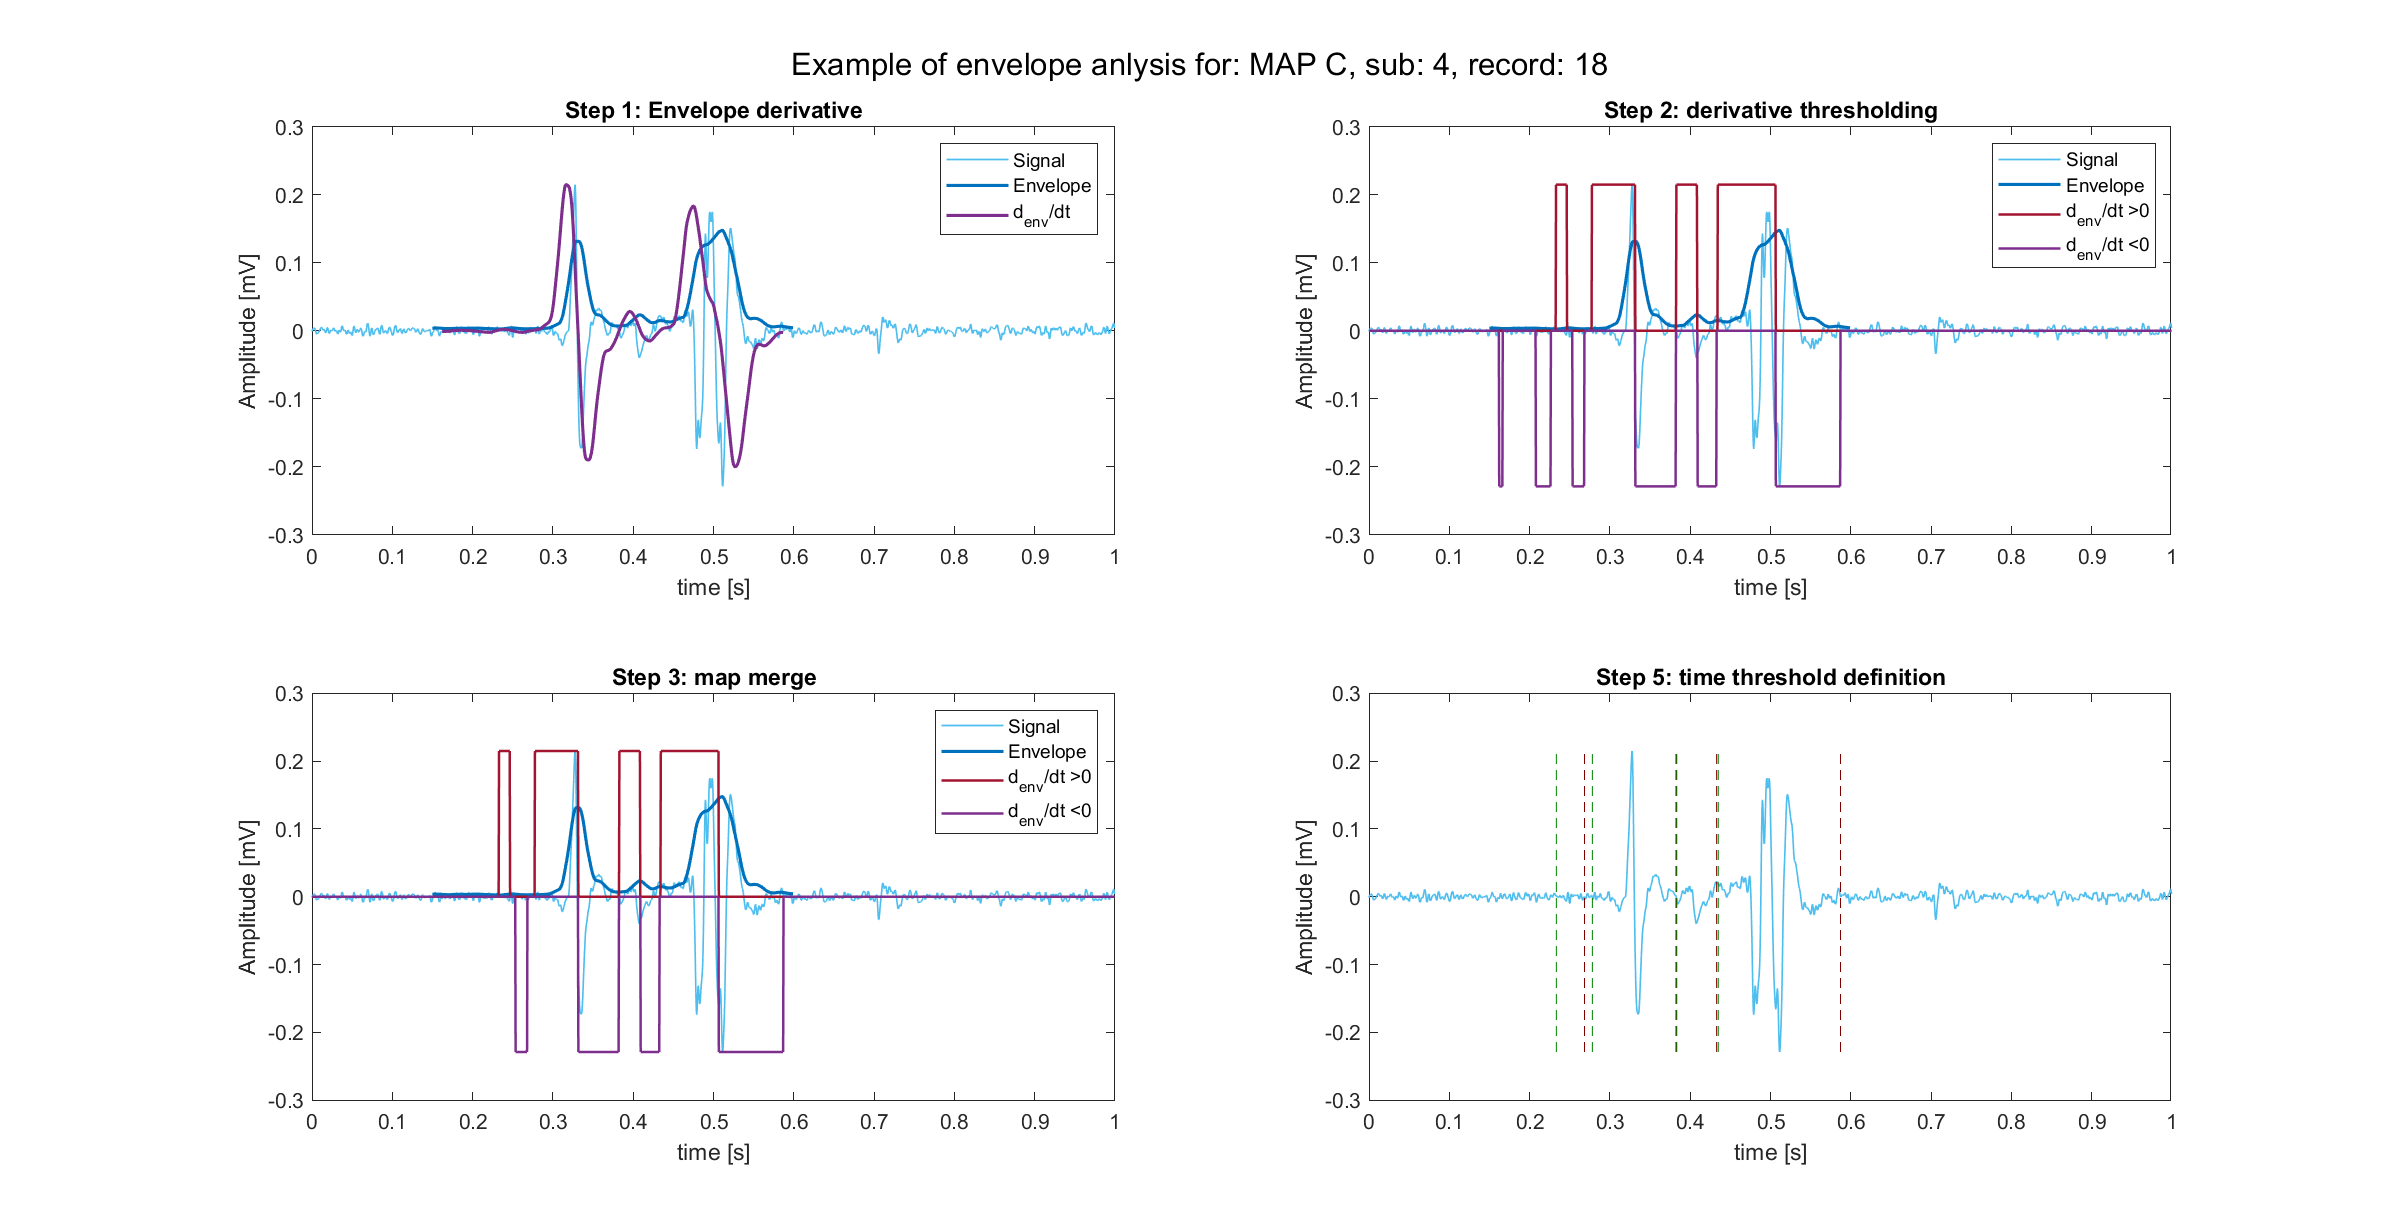 Example of envelope anlysis for: MAP C, sub: 4, record: 18
Step 1: Envelope derivative
0.3
0.2
0.1
0
-0.1
-0.2
-0.3
Amplitude [mV]
0 0.1 0.2 0.3 0.4 0.5 0.6 0.7 0.8 0.9 1
time [s]
Signal
Envelope
d_env/dt
Step 2: derivative thresholding
0.3
0.2
0.1
0
-0.1
-0.2
-0.3
Amplitude [mV]
0 0.1 0.2 0.3 0.4 0.5 0.6 0.7 0.8 0.9 1
time [s]
Signal
Envelope
d_env/dt >0
d_env/dt <0
Step 3: map merge
0.3
0.2
0.1
0
-0.1
-0.2
-0.3
Amplitude [mV]
0 0.1 0.2 0.3 0.4 0.5 0.6 0.7 0.8 0.9 1
time [s]
Signal
Envelope
d_env/dt >0
d_env/dt <0
Step 5: time threshold definition
0.3
0.2
0.1
0
-0.1
-0.2
-0.3
Amplitude [mV]
0 0.1 0.2 0.3 0.4 0.5 0.6 0.7 0.8 0.9 1
time [s]